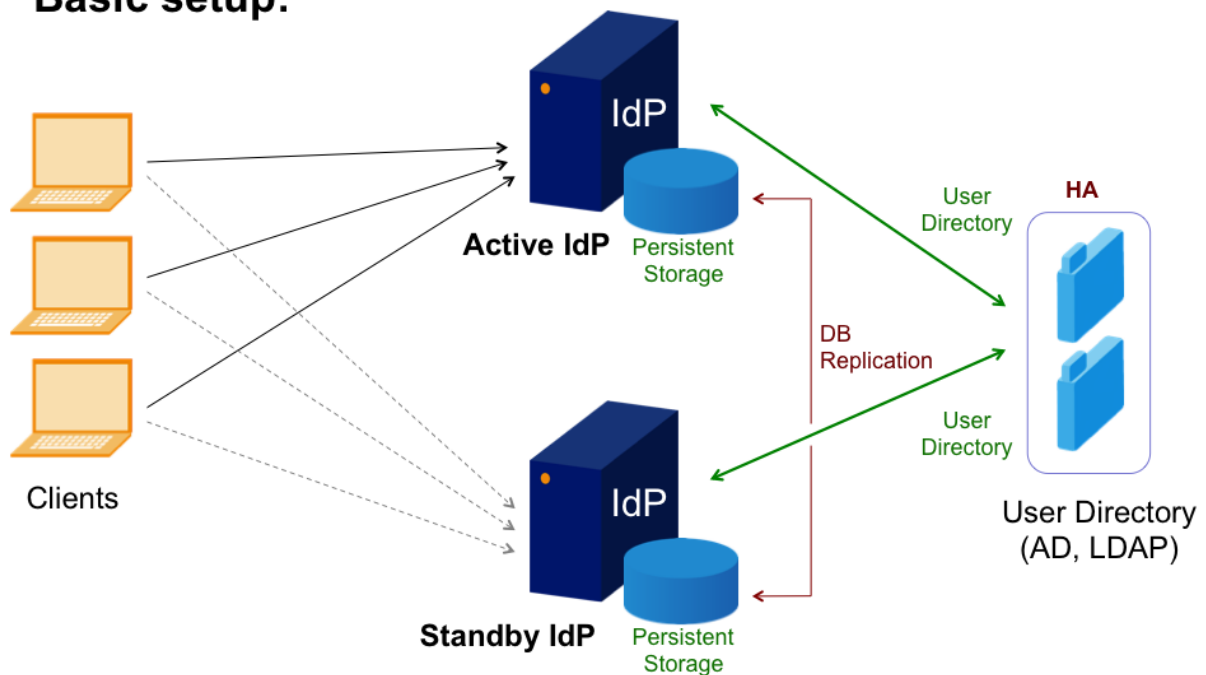 Basic setup:
IdP
Active IdP
Persistent
Storage
User
Directory
HA
DB
Replication
User
Directory
Clients
IdP
Standby IdP
Persistent
Storage
User Directory
(AD, LDAP)